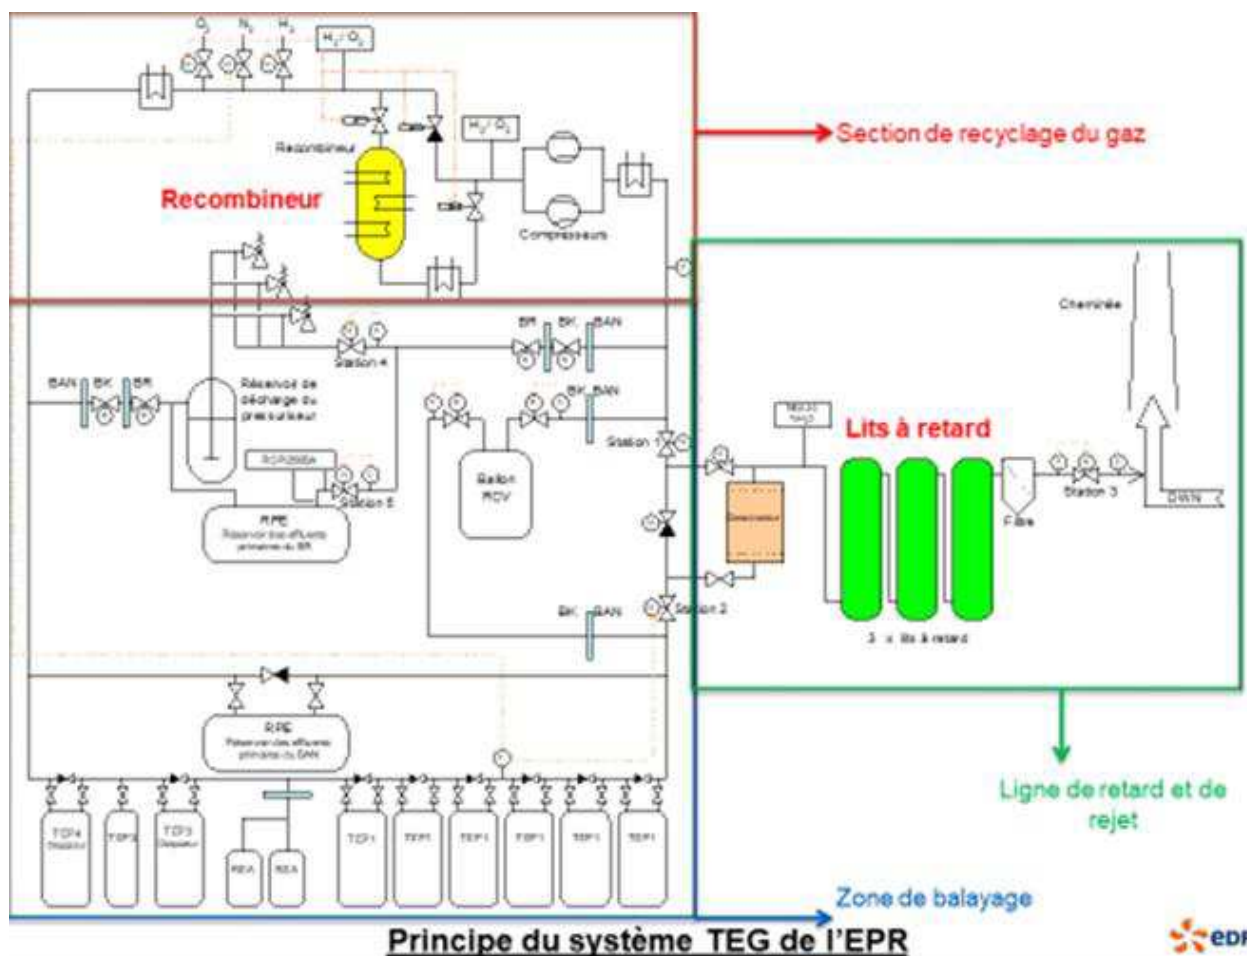 O₂ N₂ H₂
H₂/O₂
Recombineur
H₂/O₂
Section de recyclage du gaz
Recombineur
Compresseurs
Cheminée
BR BK BAN
Station 4
BAN BK BR
Réservoir de
décharge du
pressuriseur
BK BAN
Station 1
Lits à retard
Station 5
Ballon
RCV
Station 3
DWN
RPE
Réservoir des effluents
primaires du BR
Filtre
BK BAN
Station 2
3 x lits à retard
RPE
Réservoir des effluents
primaires du BAN
Ligne de retard et de
rejet
TEP4
TEP3
REA REA
TEP1 TEP1 TEP1 TEP1 TEP1 TEP1
Zone de balayage
Principe du système TEG de l'EPR
eDF